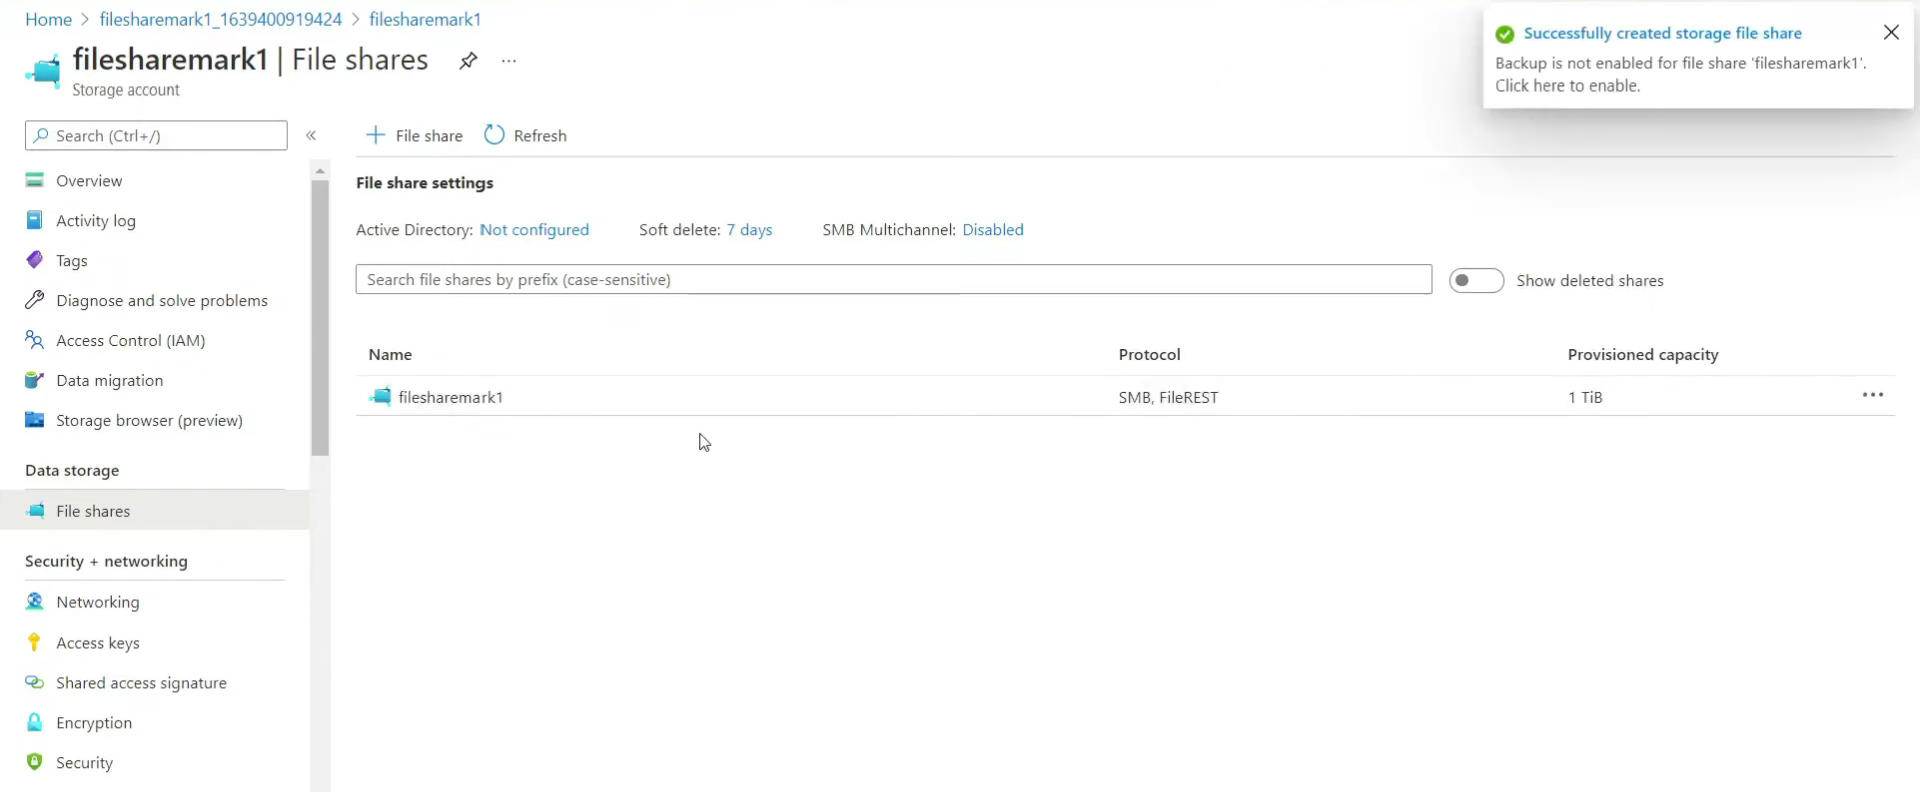 Home > filesharemark1_1639400919424 > filesharemark1
filesharemark1 | File shares
Storage account
Successfully created storage file share
Backup is not enabled for file share 'filesharemark1'.
Click here to enable.
Search (Ctrl+/)
Overview
Activity log
Tags
Diagnose and solve problems
Access Control (IAM)
Data migration
Storage browser (preview)
Data storage
File shares
Security + networking
Networking
Access keys
Shared access signature
Encryption
Security
File share Refresh
File share settings
Active Directory: Not configured Soft delete: 7 days SMB Multichannel: Disabled
Search file shares by prefix (case-sensitive) Show deleted shares
Name Protocol Provisioned capacity
filesharemark1 SMB, FileREST 1 TiB